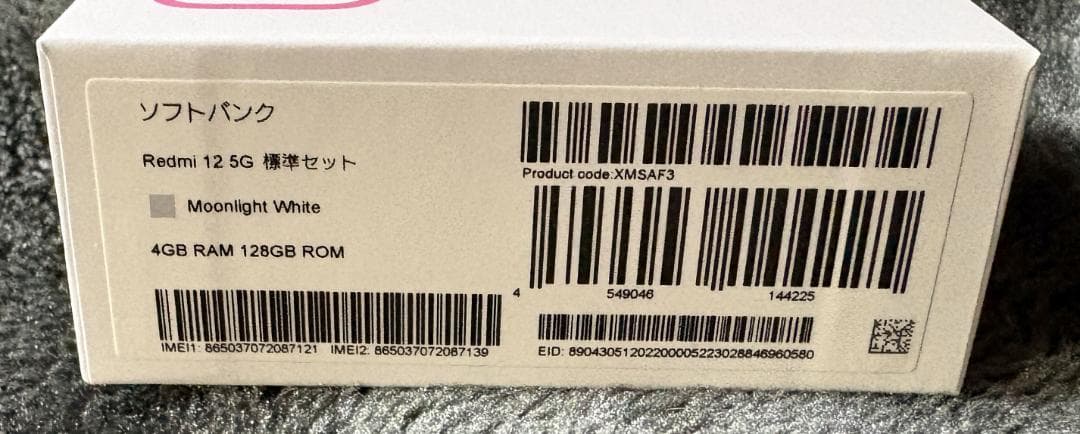 ソフトバンク
Redmi 12 5G 標準セット
Moonlight White
4GB RAM 128GB ROM
IMEI1: 865037072087121 IMEI2: 865037072087139
Product code:XMSAF3
4 549046 144225
EID: 89043051202200005223028846960580